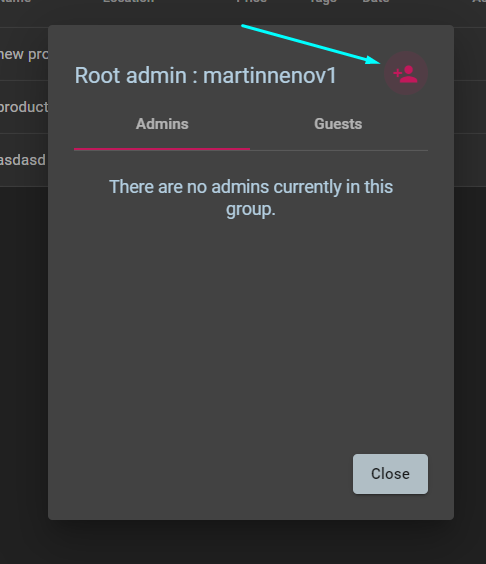 Name Location Price Tags Date
new pro
product
asdasd
Root admin : martinnenov1
Admins Guests
There are no admins currently in this
group.
Close